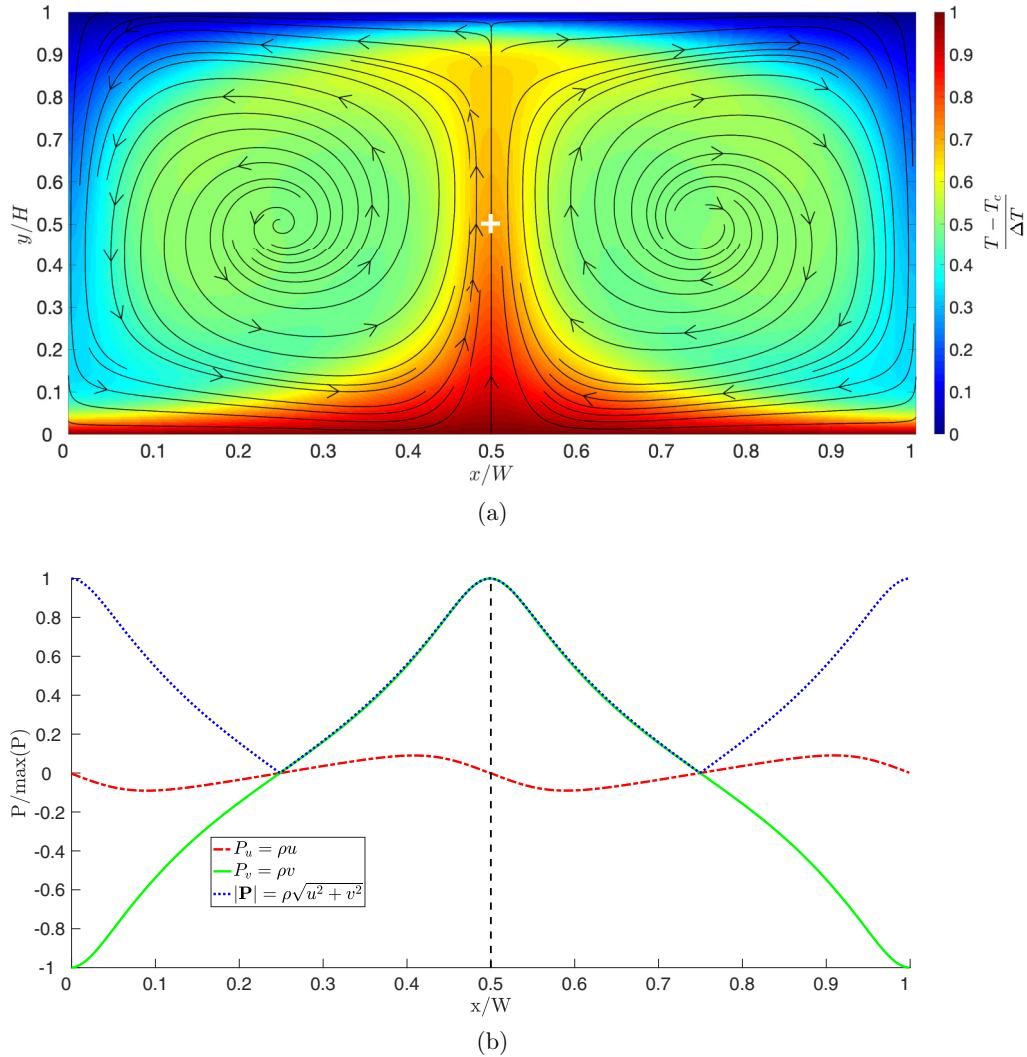 1
0.9
0.8
0.7
0.6
0.5
0.4
0.3
0.2
0.1
0
y/H
0 0.1 0.2 0.3 0.4 0.5 0.6 0.7 0.8 0.9 1
x/W
1
0.9
0.8
0.7
0.6
0.5
0.4
0.3
0.2
0.1
0
T − T_c
ΔT
(a)
1
0.8
0.6
0.4
0.2
0
-0.2
-0.4
-0.6
-0.8
-1
P/max(P)
P_u = ρu
P_v = ρv
|P| = ρ√(u² + v²)
0 0.1 0.2 0.3 0.4 0.5 0.6 0.7 0.8 0.9 1
x/W
(b)